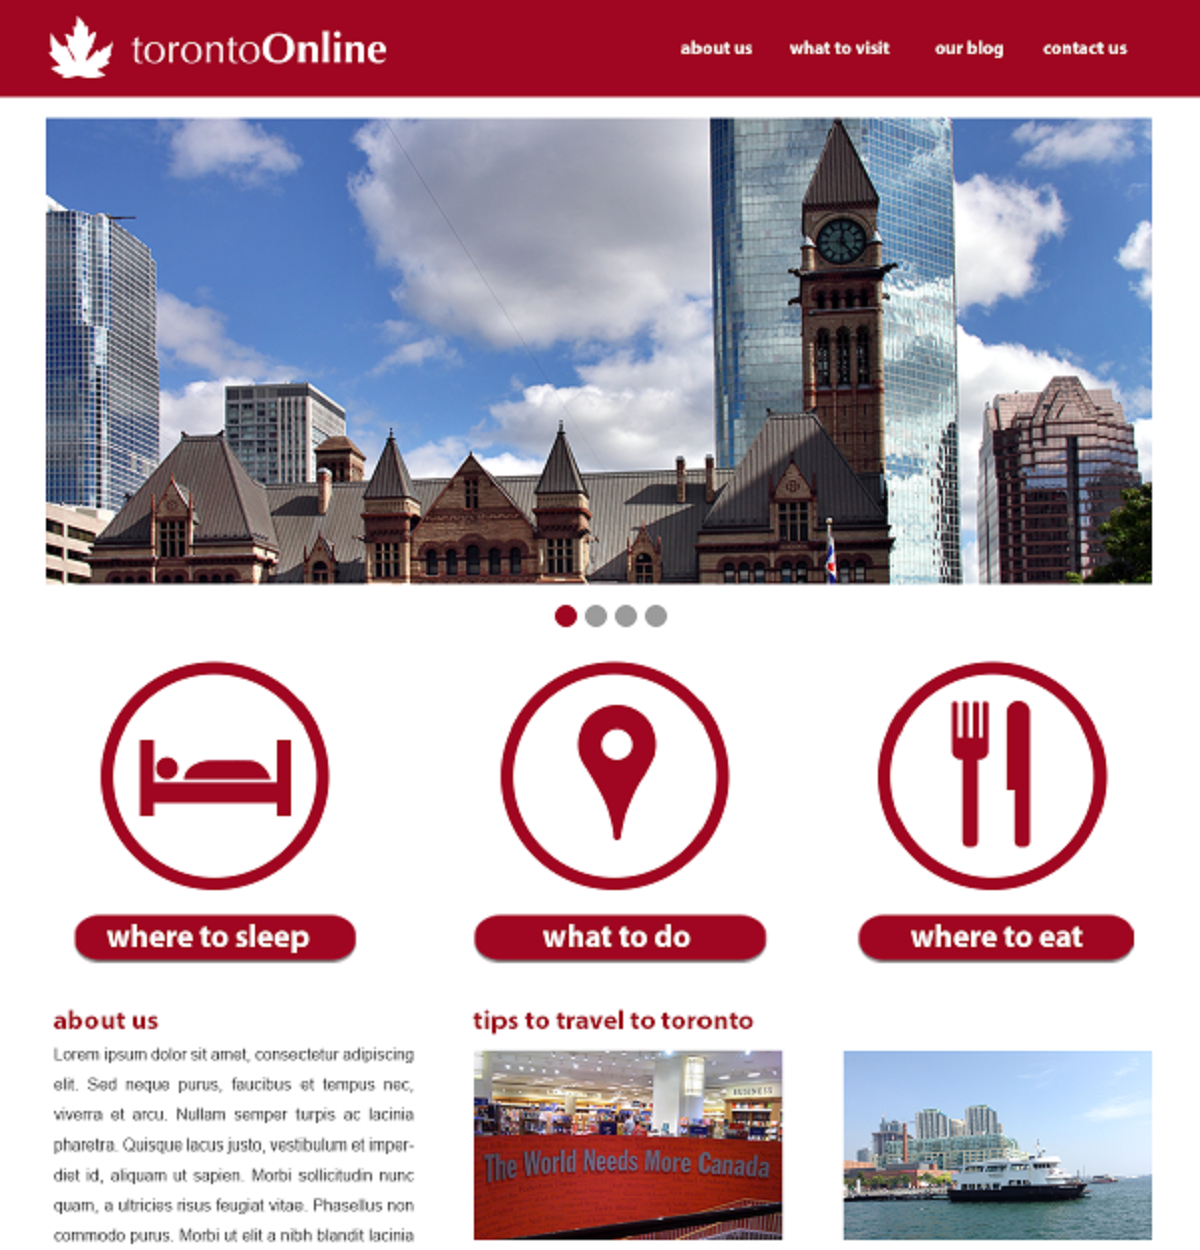 torontoOnline
about us what to visit our blog contact us
where to sleep
what to do
where to eat
about us
Lorem ipsum dolor sit amet, consectetur adipiscing
elit. Sed neque purus, faucibus et tempus nec,
viverra et arcu. Nullam semper turpis ac lacinia
pharetra. Quisque lacus justo, vestibulum et imper-
diet id, aliquam ut sapien. Morbi sollicitudin nunc
quam, a ultricies risus feugiat vitae. Phasellus non
commodo purus. Morbi ut elit a nibh blandit lacinia
tips to travel to toronto
BUSINESS
The World Needs More Canada